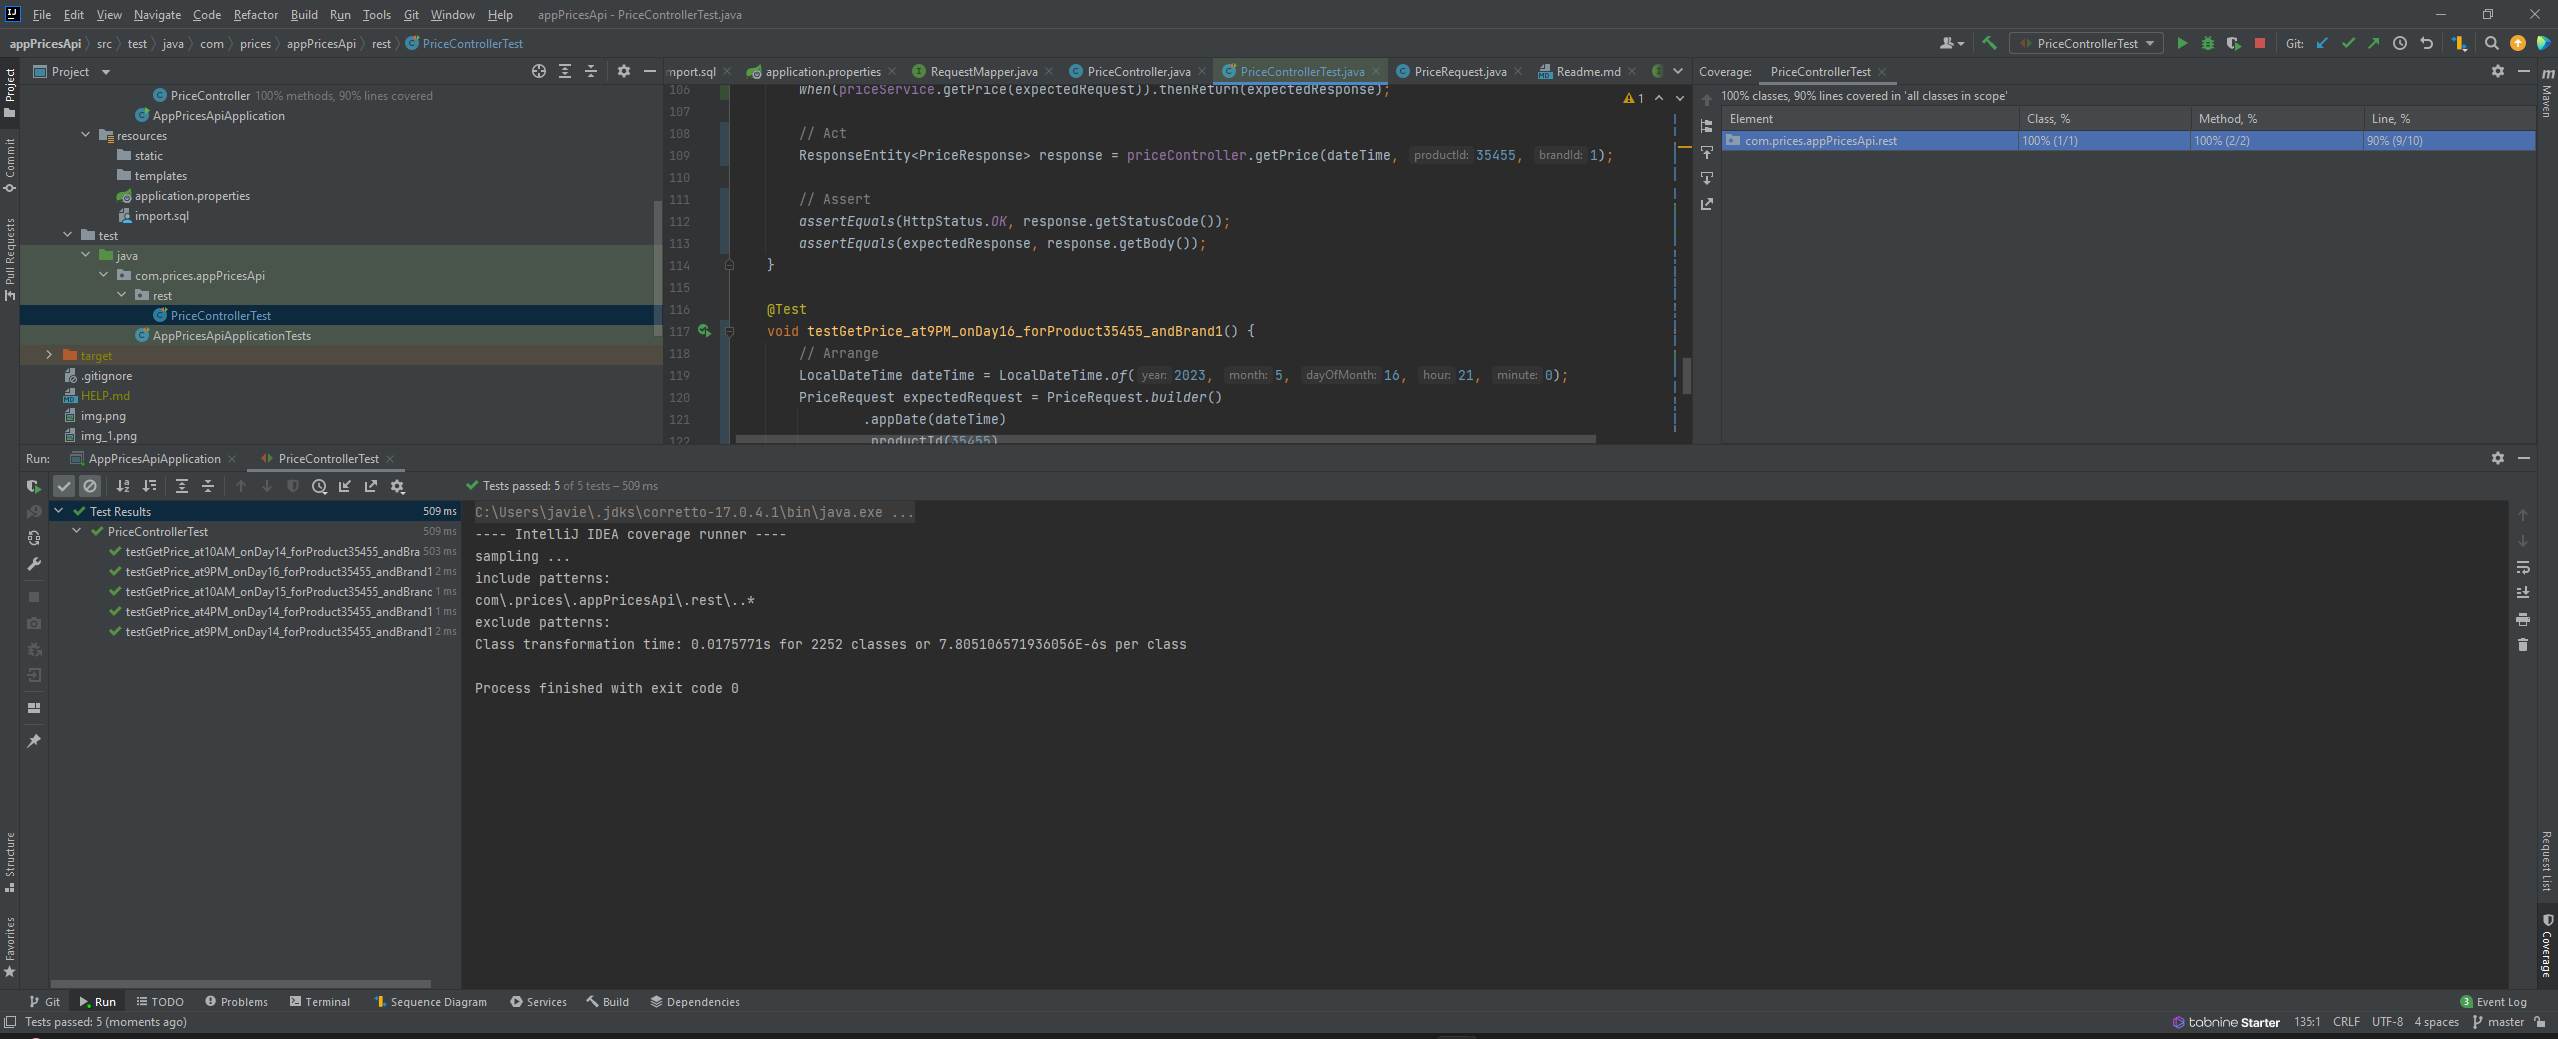 File Edit View Navigate Code Refactor Build Run Tools Git Window Help appPricesApi - PriceControllerTest.java
appPricesApi src test java com prices appPricesApi rest PriceControllerTest
PriceControllerTest Git:
Project
Commit
Pull Requests
Structure
Favorites
Project
PriceController 100% methods, 90% lines covered
AppPricesApiApplication
resources
static
templates
application.properties
import.sql
test
java
com.prices.appPricesApi
rest
PriceControllerTest
AppPricesApiApplicationTests
target
.gitignore
HELP.md
img.png
img_1.png
mport.sql application.properties RequestMapper.java PriceController.java PriceControllerTest.java PriceRequest.java Readme.md
1
106 when(priceService.getPrice(expectedRequest)).thenReturn(expectedResponse);
107
108 // Act
109 ResponseEntity<PriceResponse> response = priceController.getPrice(dateTime, productId: 35455, brandId: 1);
110
111 // Assert
112 assertEquals(HttpStatus.OK, response.getStatusCode());
113 assertEquals(expectedResponse, response.getBody());
114 }
115
116 @Test
117 void testGetPrice_at9PM_onDay16_forProduct35455_andBrand1() {
118 // Arrange
119 LocalDateTime dateTime = LocalDateTime.of( year: 2023, month: 5, dayOfMonth: 16, hour: 21, minute: 0);
120 PriceRequest expectedRequest = PriceRequest.builder()
121 .appDate(dateTime)
122 .productId(35455)
Coverage: PriceControllerTest
100% classes, 90% lines covered in 'all classes in scope'
Element Class, % Method, % Line, %
com.prices.appPricesApi.rest 100% (1/1) 100% (2/2) 90% (9/10)
m Maven
Request List
Coverage
Run: AppPricesApiApplication PriceControllerTest
Tests passed: 5 of 5 tests – 509 ms
Test Results 509 ms
PriceControllerTest 509 ms
testGetPrice_at10AM_onDay14_forProduct35455_andBra 503 ms
testGetPrice_at9PM_onDay16_forProduct35455_andBrand1 2 ms
testGetPrice_at10AM_onDay15_forProduct35455_andBranc 1 ms
testGetPrice_at4PM_onDay14_forProduct35455_andBrand1 1 ms
testGetPrice_at9PM_onDay14_forProduct35455_andBrand1 2 ms
C:\Users\javie\.jdks\corretto-17.0.4.1\bin\java.exe ...
---- IntelliJ IDEA coverage runner ----
sampling ...
include patterns:
com\.prices\.appPricesApi\.rest\..*
exclude patterns:
Class transformation time: 0.0175771s for 2252 classes or 7.805106571936056E-6s per class
Process finished with exit code 0
Git Run TODO Problems Terminal Sequence Diagram Services Build Dependencies 3 Event Log
Tests passed: 5 (moments ago) tabnine Starter 135:1 CRLF UTF-8 4 spaces master